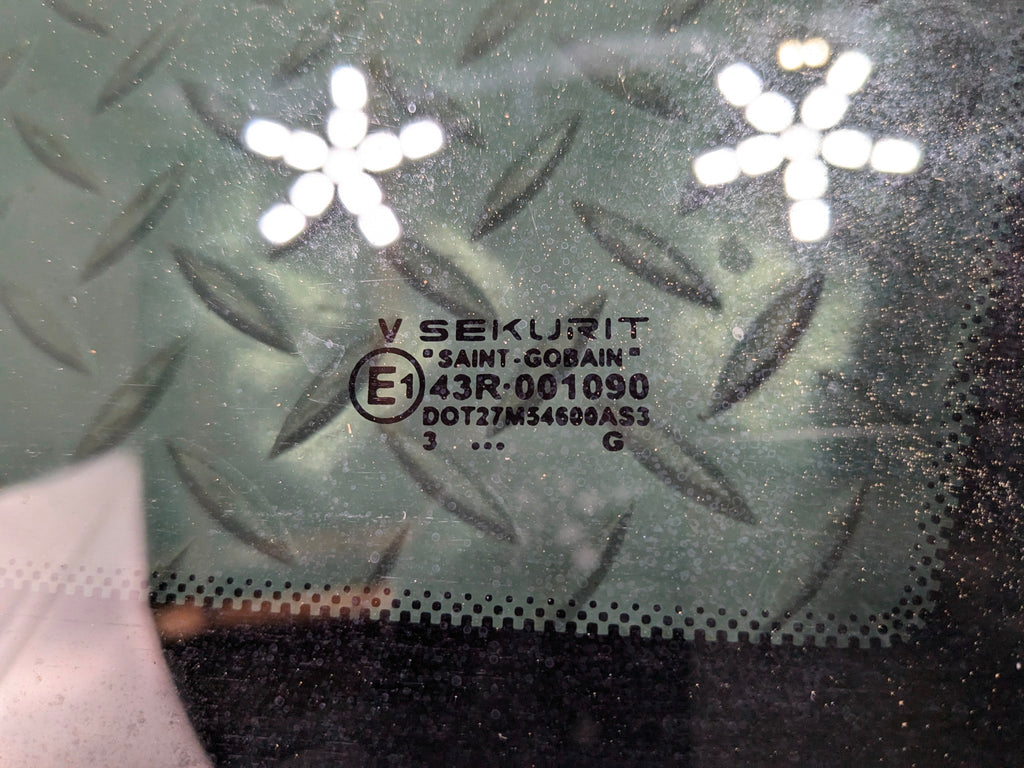 V SEKURIT
"SAINT-GOBAIN"
E1 43R-001090
DOT27M54600AS3
3 ... G